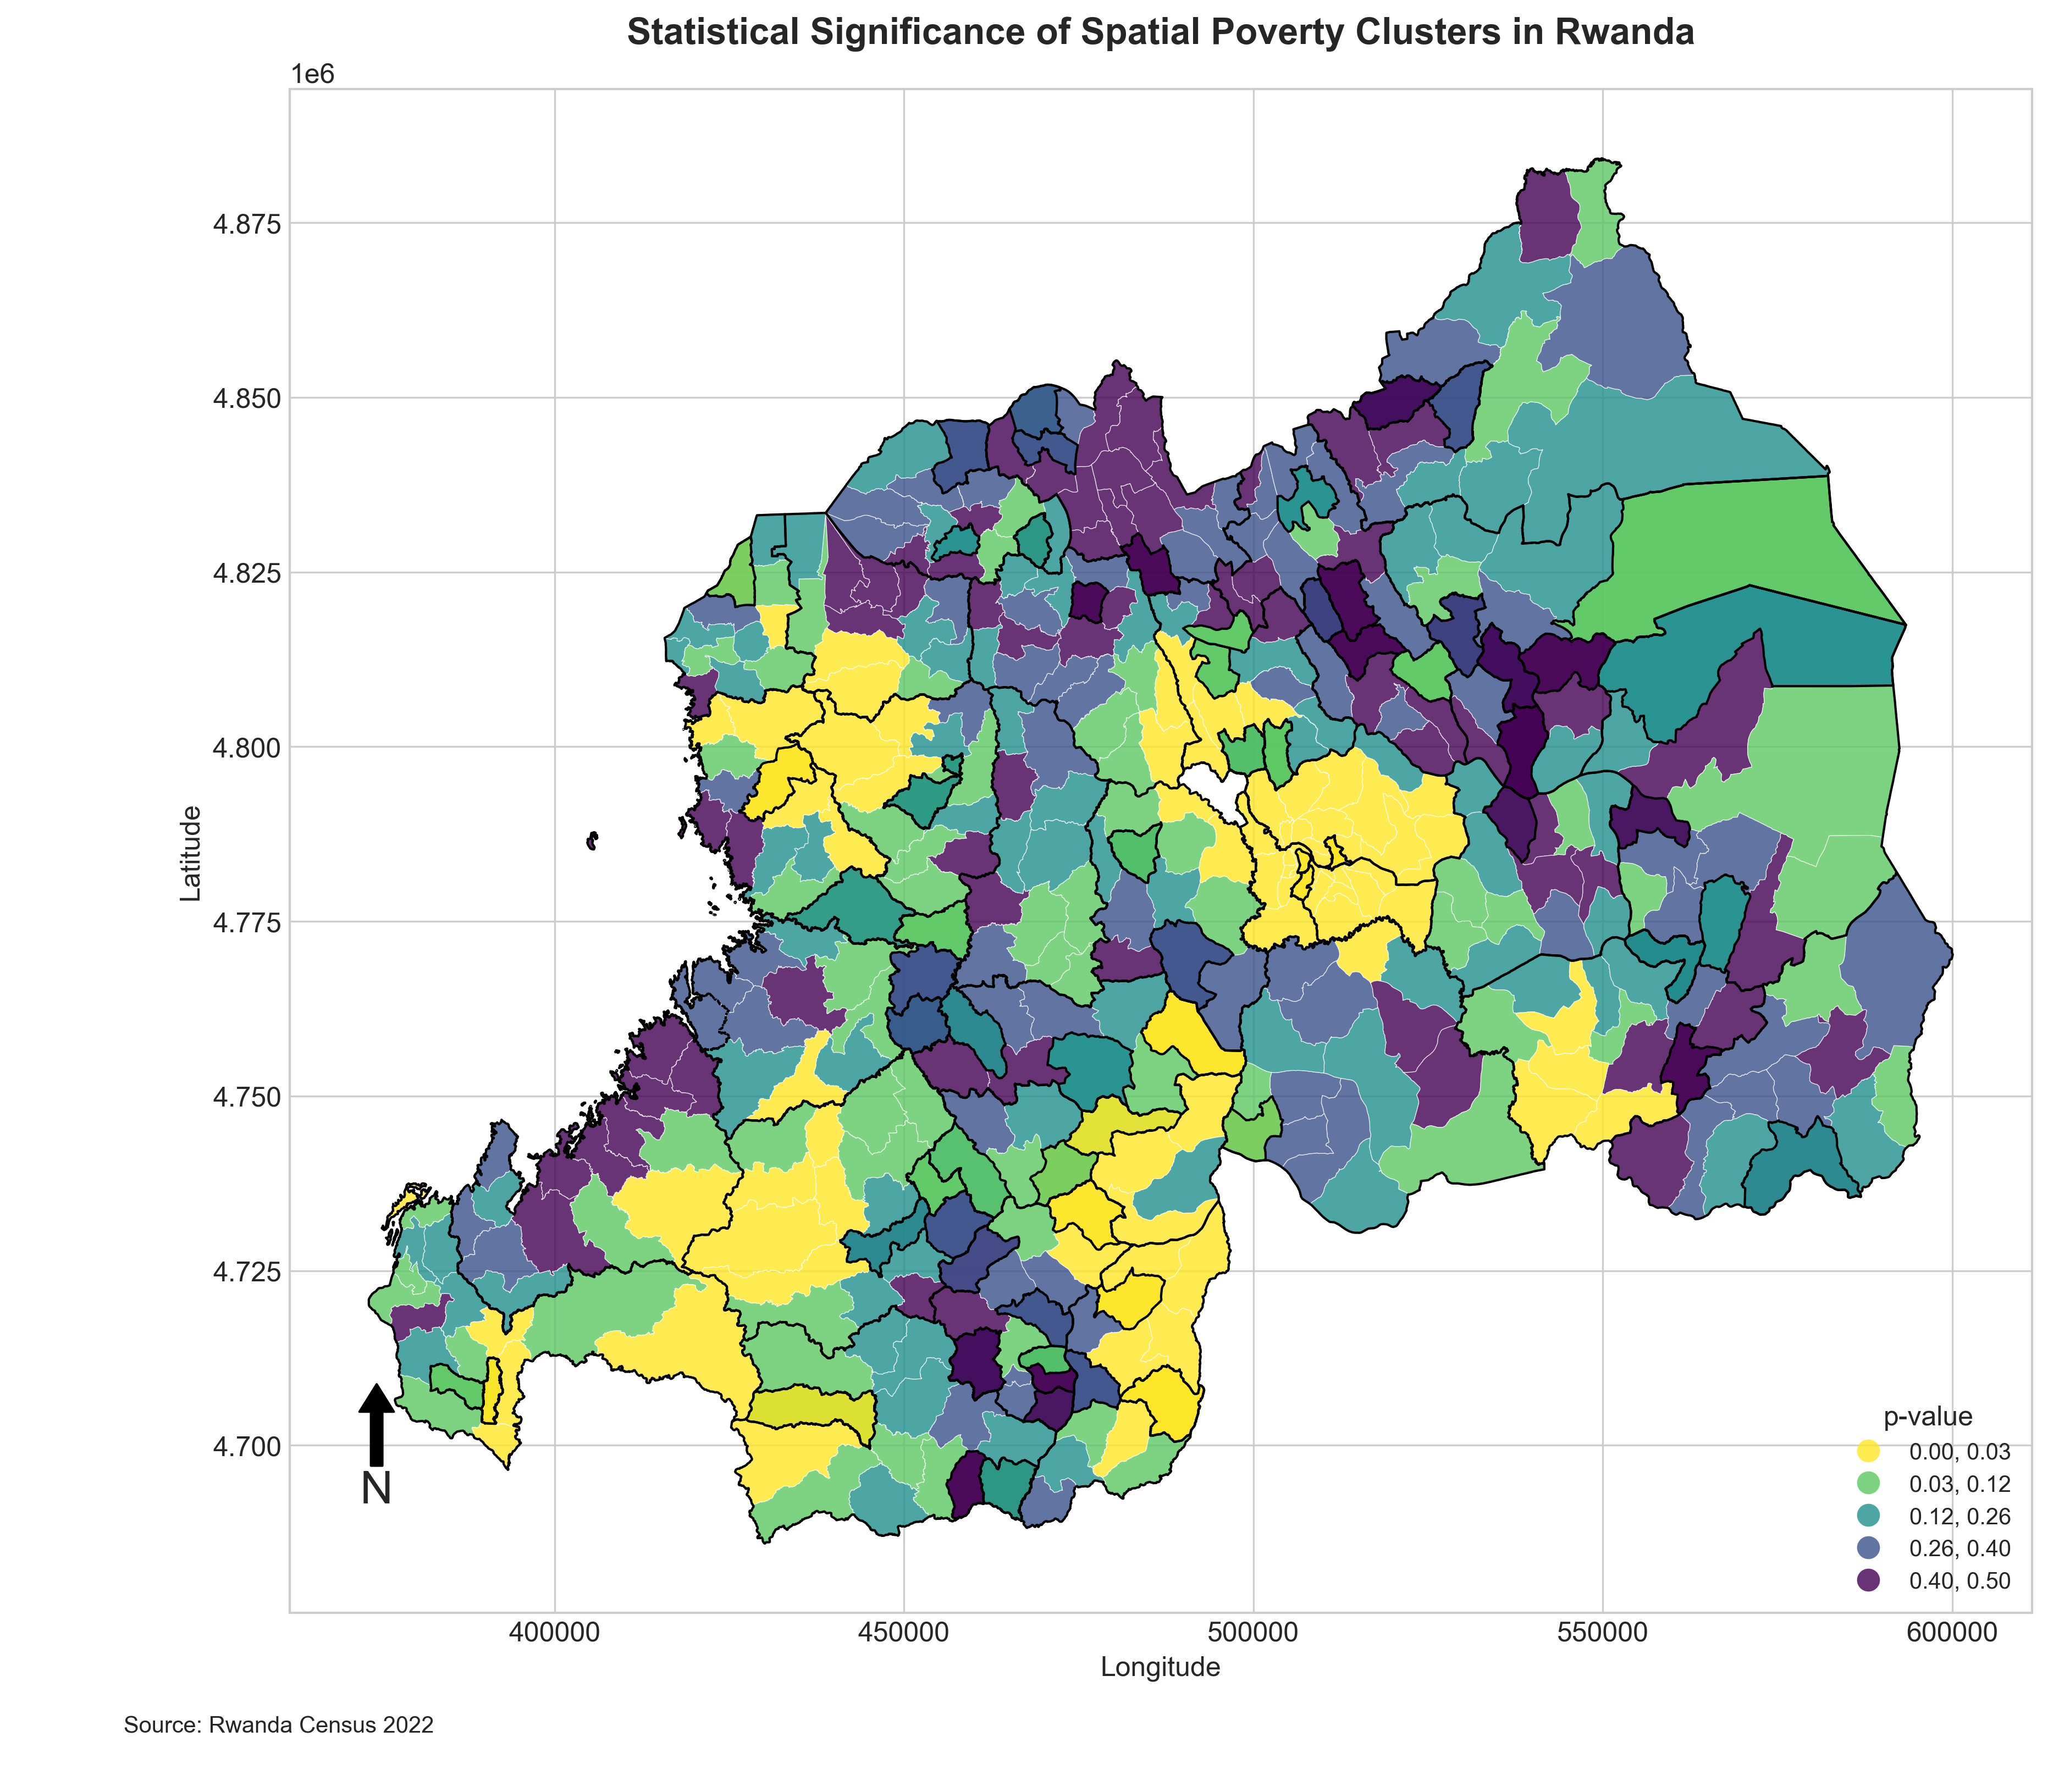 Statistical Significance of Spatial Poverty Clusters in Rwanda
1e6
4.875
4.850
4.825
4.800
4.775
4.750
4.725
4.700
Latitude
N
p-value
0.00, 0.03
0.03, 0.12
0.12, 0.26
0.26, 0.40
0.40, 0.50
400000 450000 500000 550000 600000
Longitude
Source: Rwanda Census 2022